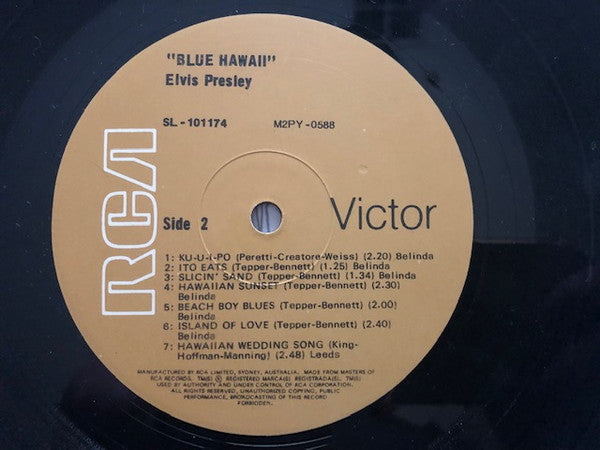 "BLUE HAWAII"
Elvis Presley
SL-101174 M2PY-0588
RCA
Side 2
Victor
1: KU-U-I-PO (Peretti-Creatore-Weiss) (2.20) Belinda
2: ITO EATS (Tepper-Bennett) (1.25) Belinda
3: SLICIN' SAND (Tepper-Bennett) (1.34) Belinda
4: HAWAIIAN SUNSET (Tepper-Bennett) (2.30)
Belinda
5: BEACH BOY BLUES (Tepper-Bennett) (2.00)
Belinda
6: ISLAND OF LOVE (Tepper-Bennett) (2.40)
Belinda
7: HAWAIIAN WEDDING SONG (King-
Hoffman-Manning) (2.48) Leeds
MANUFACTURED BY RCA LIMITED, SYDNEY, AUSTRALIA. MADE FROM MASTERS OF
RCA RECORDS. TM(S) ® REGISTERED MARCA(S) REGISTRADA(S), TM(S)
USED BY AUTHORITY AND UNDER CONTROL OF RCA CORPORATION.
ALL RIGHTS RESERVED, UNAUTHORIZED COPYING, PUBLIC
PERFORMANCE, BROADCASTING OF THIS RECORD
FORBIDDEN.